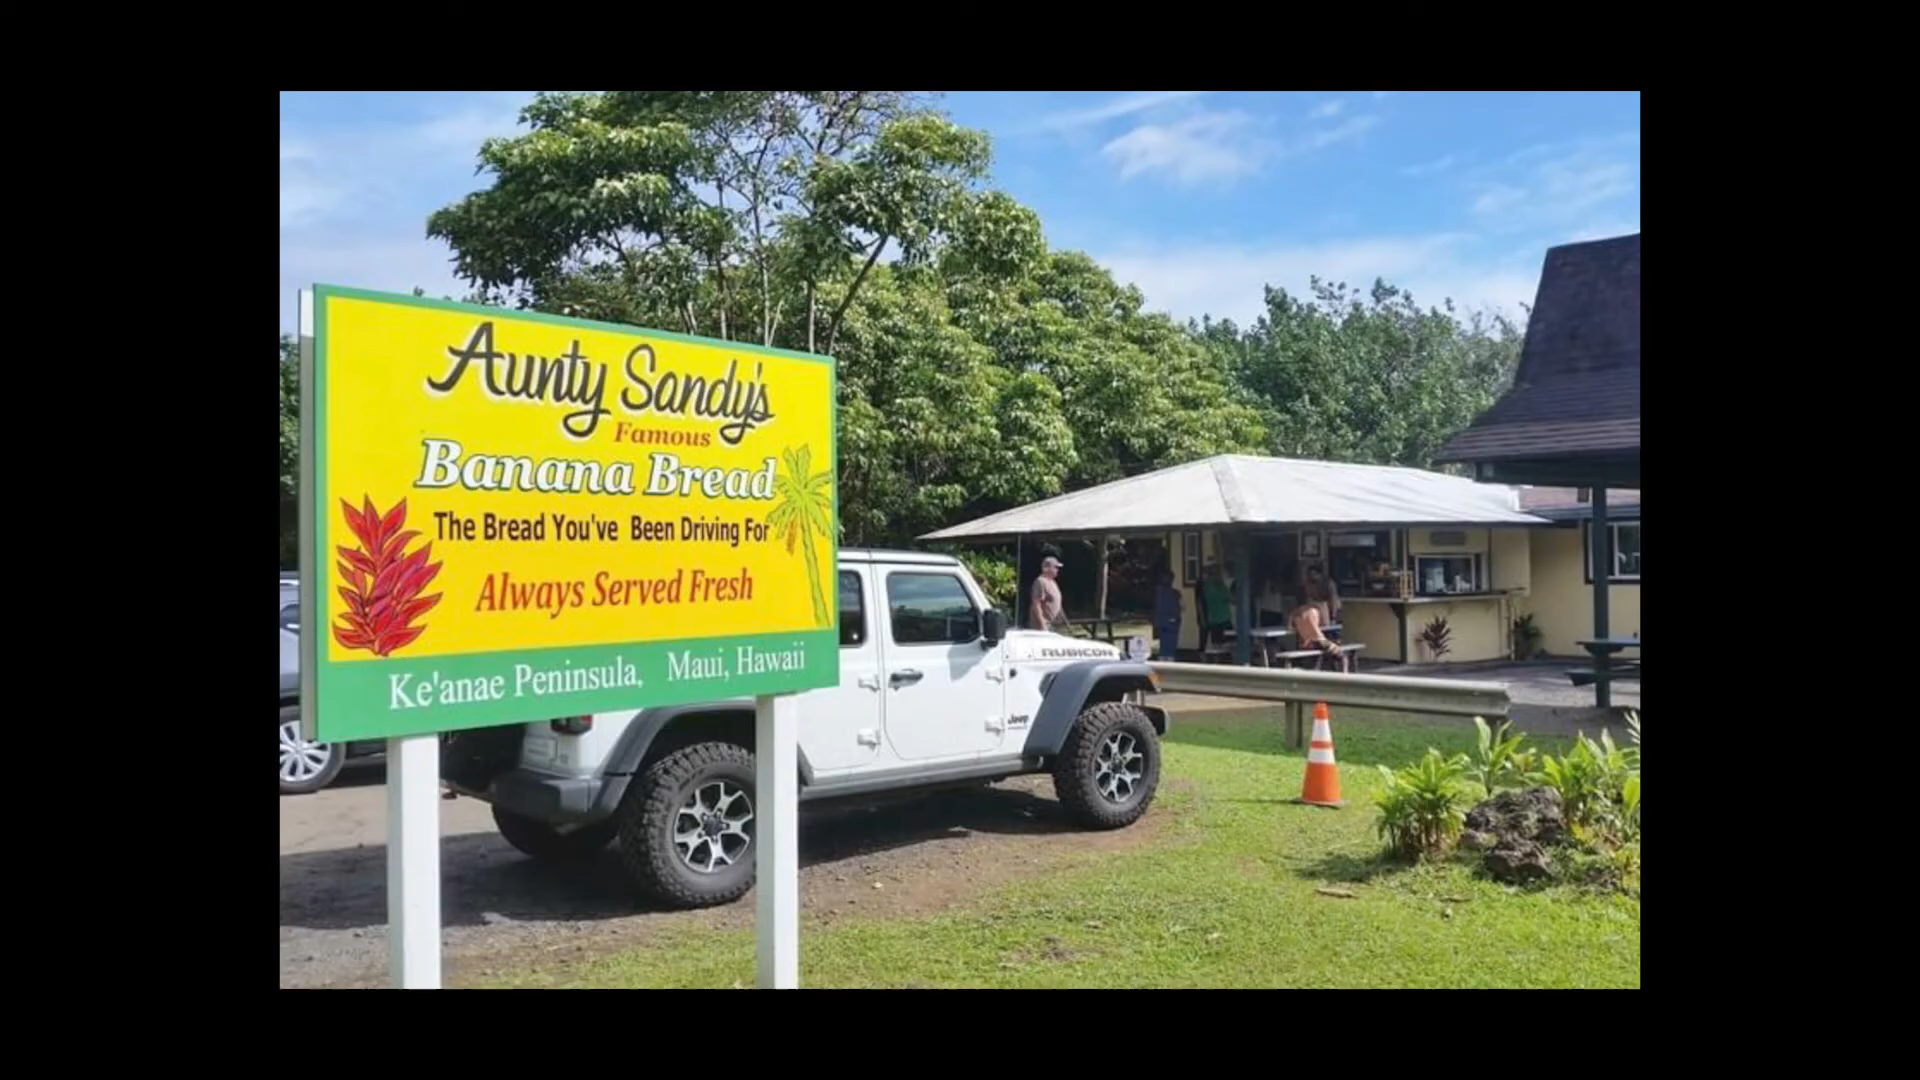 Aunty Sandy's
Famous
Banana Bread
The Bread You've Been Driving For
Always Served Fresh
Ke'anae Peninsula, Maui, Hawaii
RUBICON
Jeep